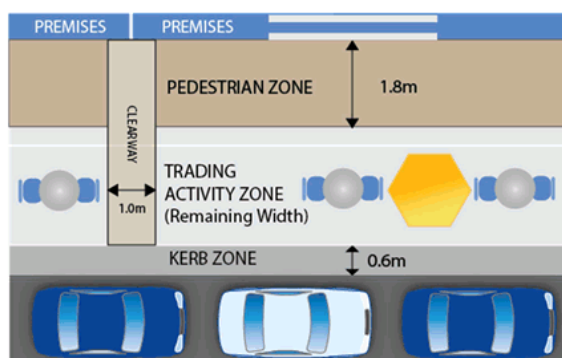 PREMISES
PREMISES
PEDESTRIAN ZONE
1.8m
CLEARWAY
1.0m
TRADING
ACTIVITY ZONE
(Remaining Width)
KERB ZONE
0.6m